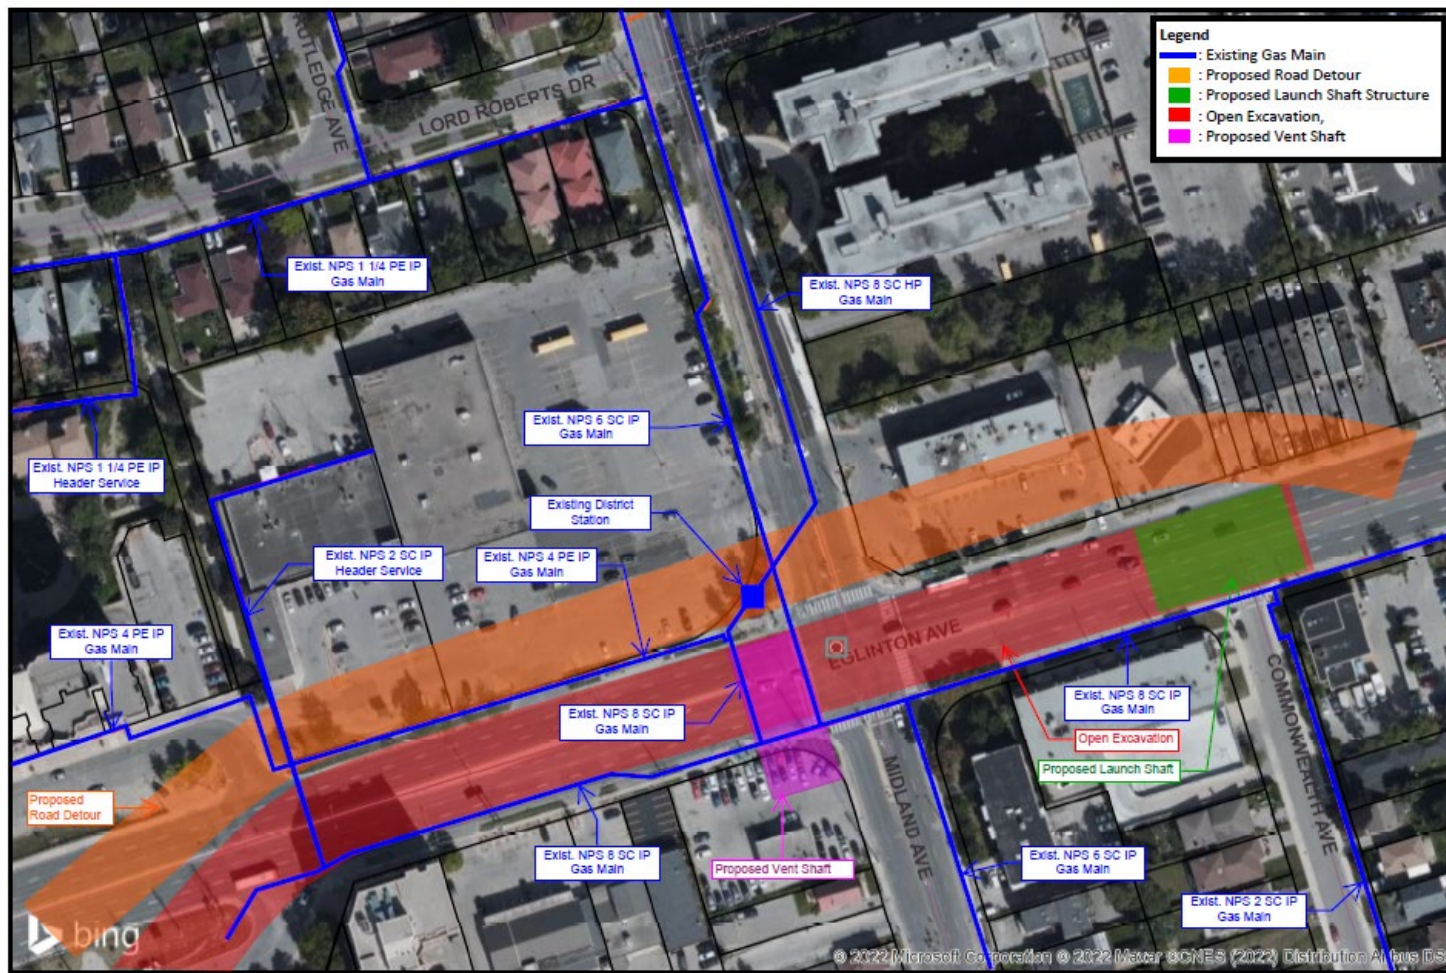 Legend
: Existing Gas Main
: Proposed Road Detour
: Proposed Launch Shaft Structure
: Open Excavation,
: Proposed Vent Shaft
RUTLEDGE AVE
LORD ROBERTS DR
Exist. NPS 1 1/4 PE IP
Gas Main
Exist. NPS 8 SC HP
Gas Main
Exist. NPS 6 SC IP
Gas Main
Exist. NPS 1 1/4 PE IP
Header Service
Existing District
Station
Exist. NPS 2 SC IP
Header Service
Exist. NPS 4 PE IP
Gas Main
Exist. NPS 4 PE IP
Gas Main
EGLINTON AVE
Exist. NPS 8 SC IP
Gas Main
Exist. NPS 8 SC IP
Gas Main
Open Excavation
Proposed Launch Shaft
COMMONWEALTH AVE
MIDLAND AVE
Proposed
Road Detour
Exist. NPS 8 SC IP
Gas Main
Proposed Vent Shaft
Exist. NPS 6 SC IP
Gas Main
Exist. NPS 2 SC IP
Gas Main
bing
© 2022 Microsoft Corporation © 2022 Maxar ©CNES (2022) Distribution Airbus DS